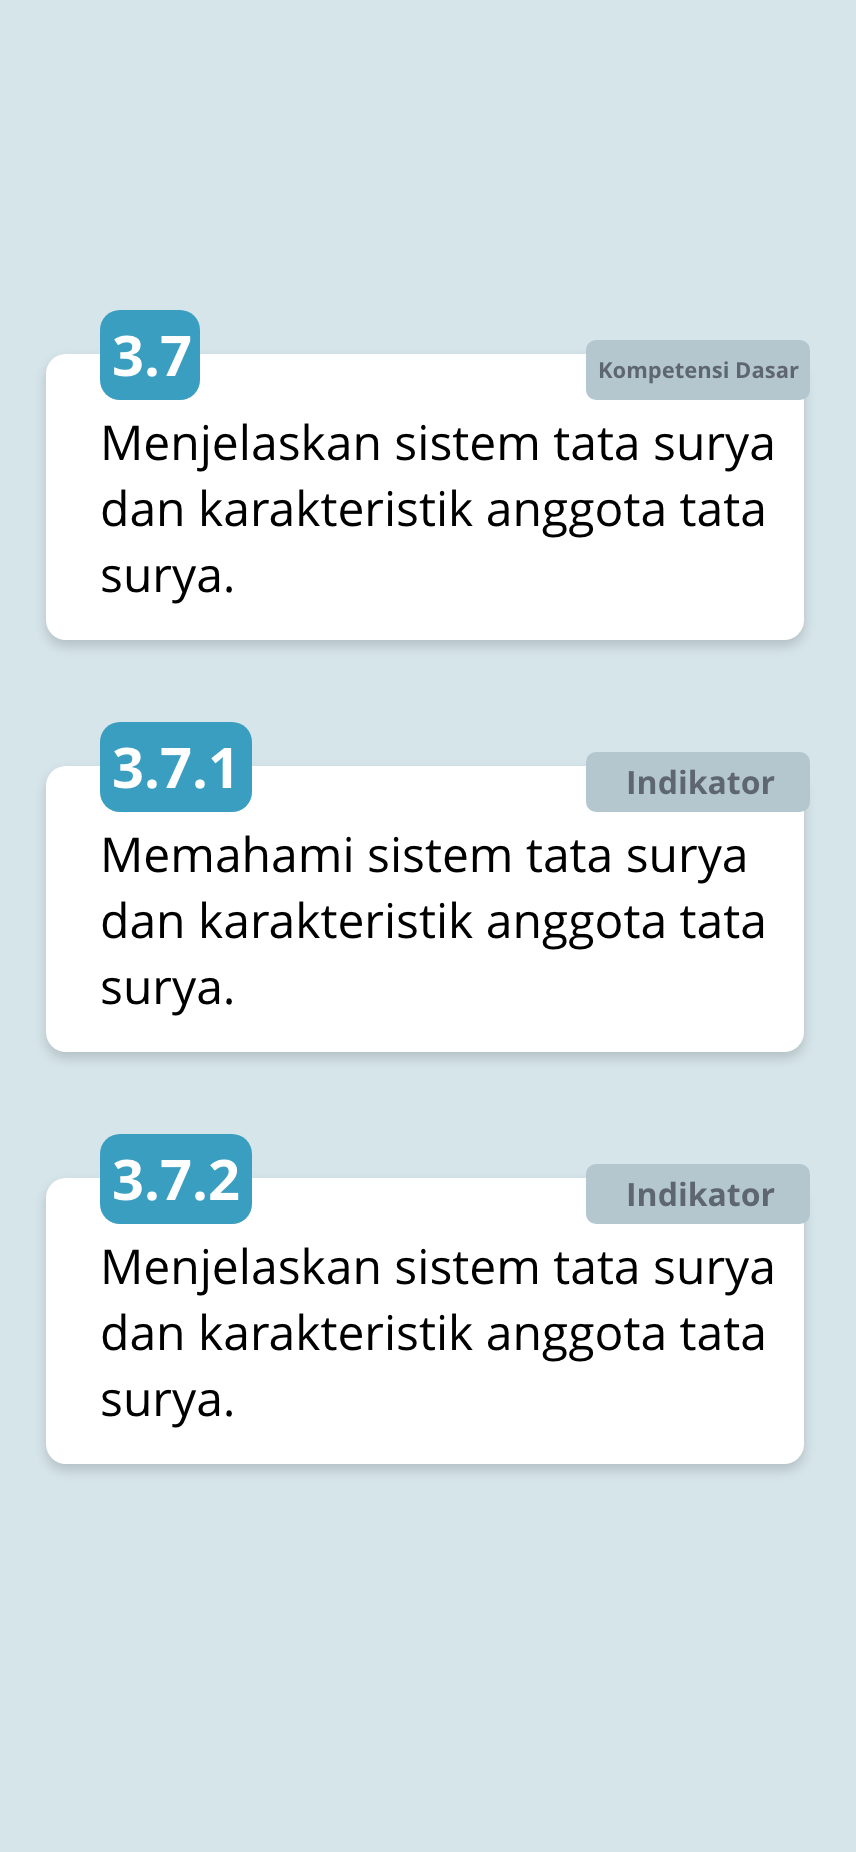 3.7
Kompetensi Dasar
Menjelaskan sistem tata surya
dan karakteristik anggota tata
surya.
3.7.1
Indikator
Memahami sistem tata surya
dan karakteristik anggota tata
surya.
3.7.2
Indikator
Menjelaskan sistem tata surya
dan karakteristik anggota tata
surya.